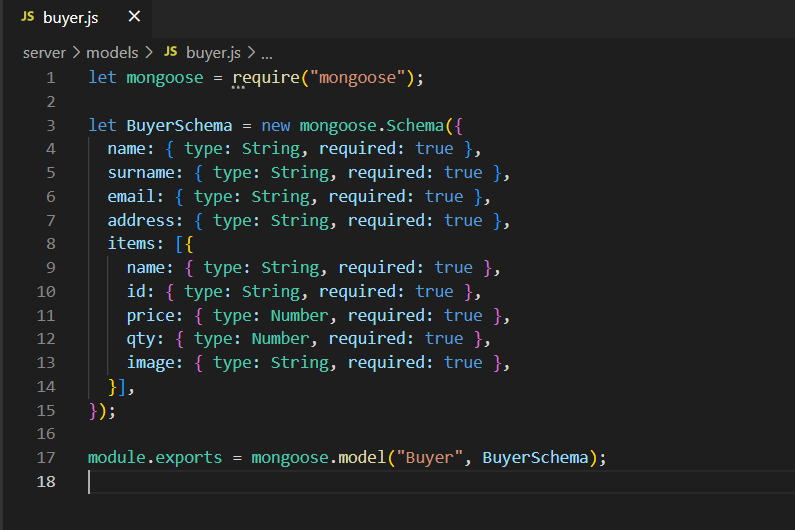 JS buyer.js ×
server > models > JS buyer.js > ...
1 let mongoose = require("mongoose");
2
3 let BuyerSchema = new mongoose.Schema({
4   name: { type: String, required: true },
5   surname: { type: String, required: true },
6   email: { type: String, required: true },
7   address: { type: String, required: true },
8   items: [{
9     name: { type: String, required: true },
10     id: { type: String, required: true },
11     price: { type: Number, required: true },
12     qty: { type: Number, required: true },
13     image: { type: String, required: true },
14   }],
15 });
16
17 module.exports = mongoose.model("Buyer", BuyerSchema);
18